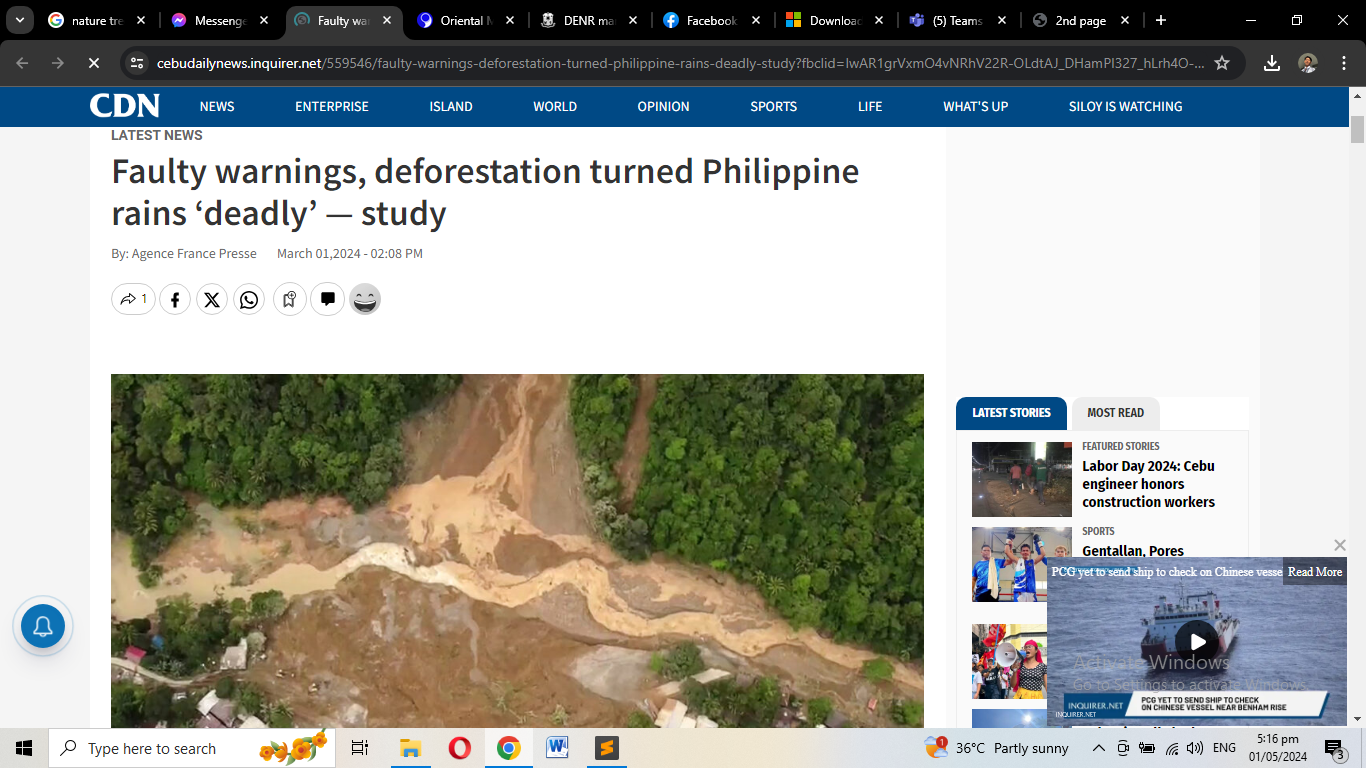 nature tre
Messenge
Faulty wa
Oriental M
DENR ma
Facebook
Download
(5) Teams
2nd page
cebudailynews.inquirer.net/559546/faulty-warnings-deforestation-turned-philippine-rains-deadly-study?fbclid=IwAR1grVxmO4vNRhV22R-OLdtAJ_DHamPI327_hLrh4O-...
CDN NEWS ENTERPRISE ISLAND WORLD OPINION SPORTS LIFE WHAT'S UP SILOY IS WATCHING
LATEST NEWS
Faulty warnings, deforestation turned Philippine
rains ‘deadly’ — study
By: Agence France Presse March 01,2024 - 02:08 PM
1
LATEST STORIES MOST READ
FEATURED STORIES
Labor Day 2024: Cebu
engineer honors
construction workers
SPORTS
Gentallan, Pores
PCG yet to send ship to check on Chinese vesse Read More
Activate Windows
Go to Settings to activate Windows.
INQUIRER.NET
PCG YET TO SEND SHIP TO CHECK
ON CHINESE VESSEL NEAR BENHAM RISE
INQUIRER.NET
Type here to search
1
36°C Partly sunny
ENG
5:16 pm
01/05/2024
3